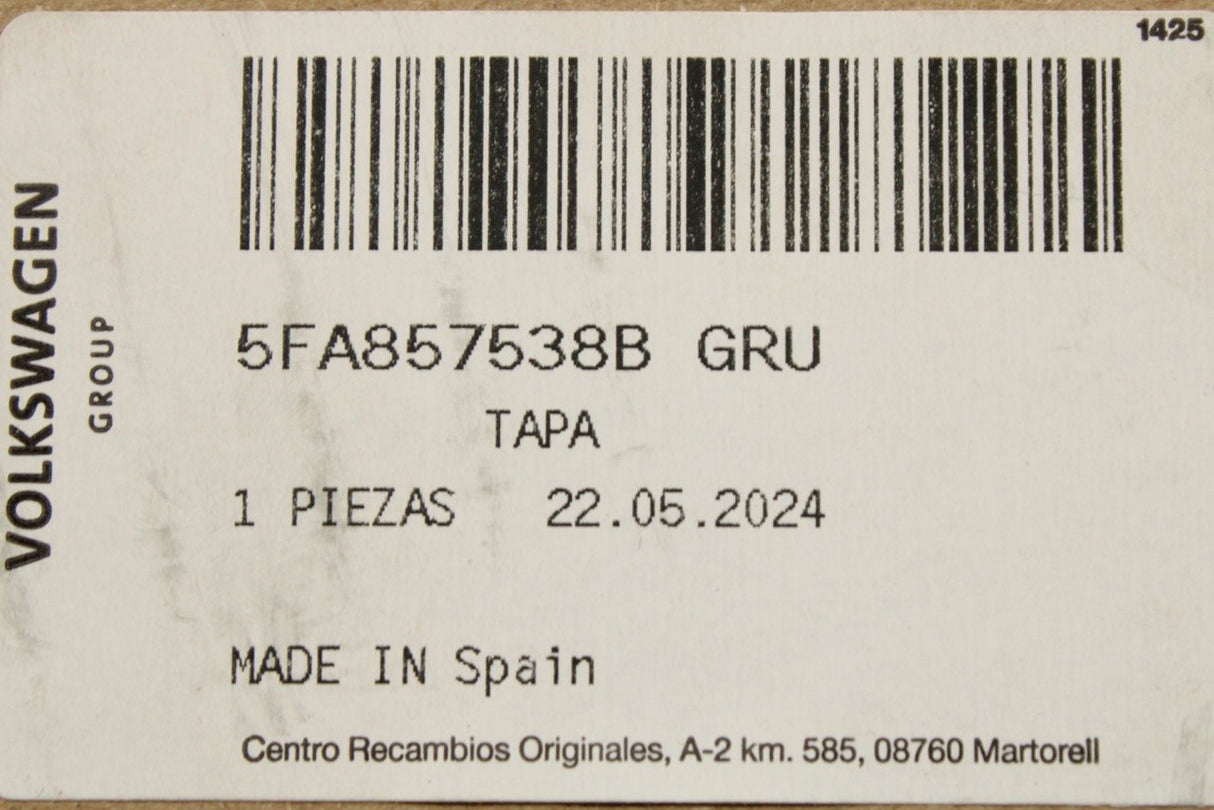 1425
VOLKSWAGEN
GROUP
5FA857538B GRU
TAPA
1 PIEZAS 22.05.2024
MADE IN Spain
Centro Recambios Originales, A-2 km. 585, 08760 Martorell